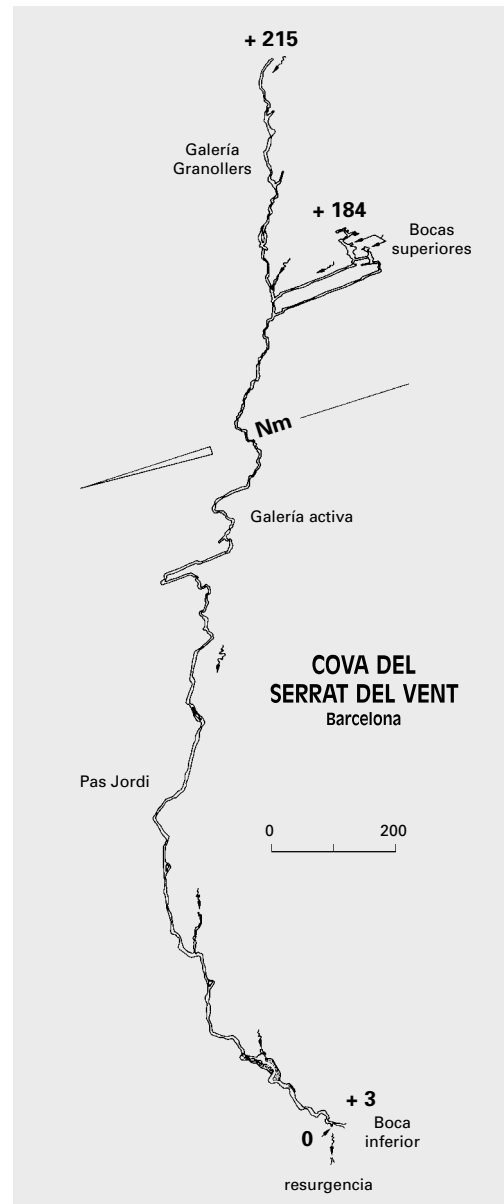 + 215
Galería
Granollers
+ 184
Bocas
superiores
Nm
Galería activa
COVA DEL
SERRAT DEL VENT
Barcelona
Pas Jordi
0 200
+ 3
0
Boca
inferior
resurgencia